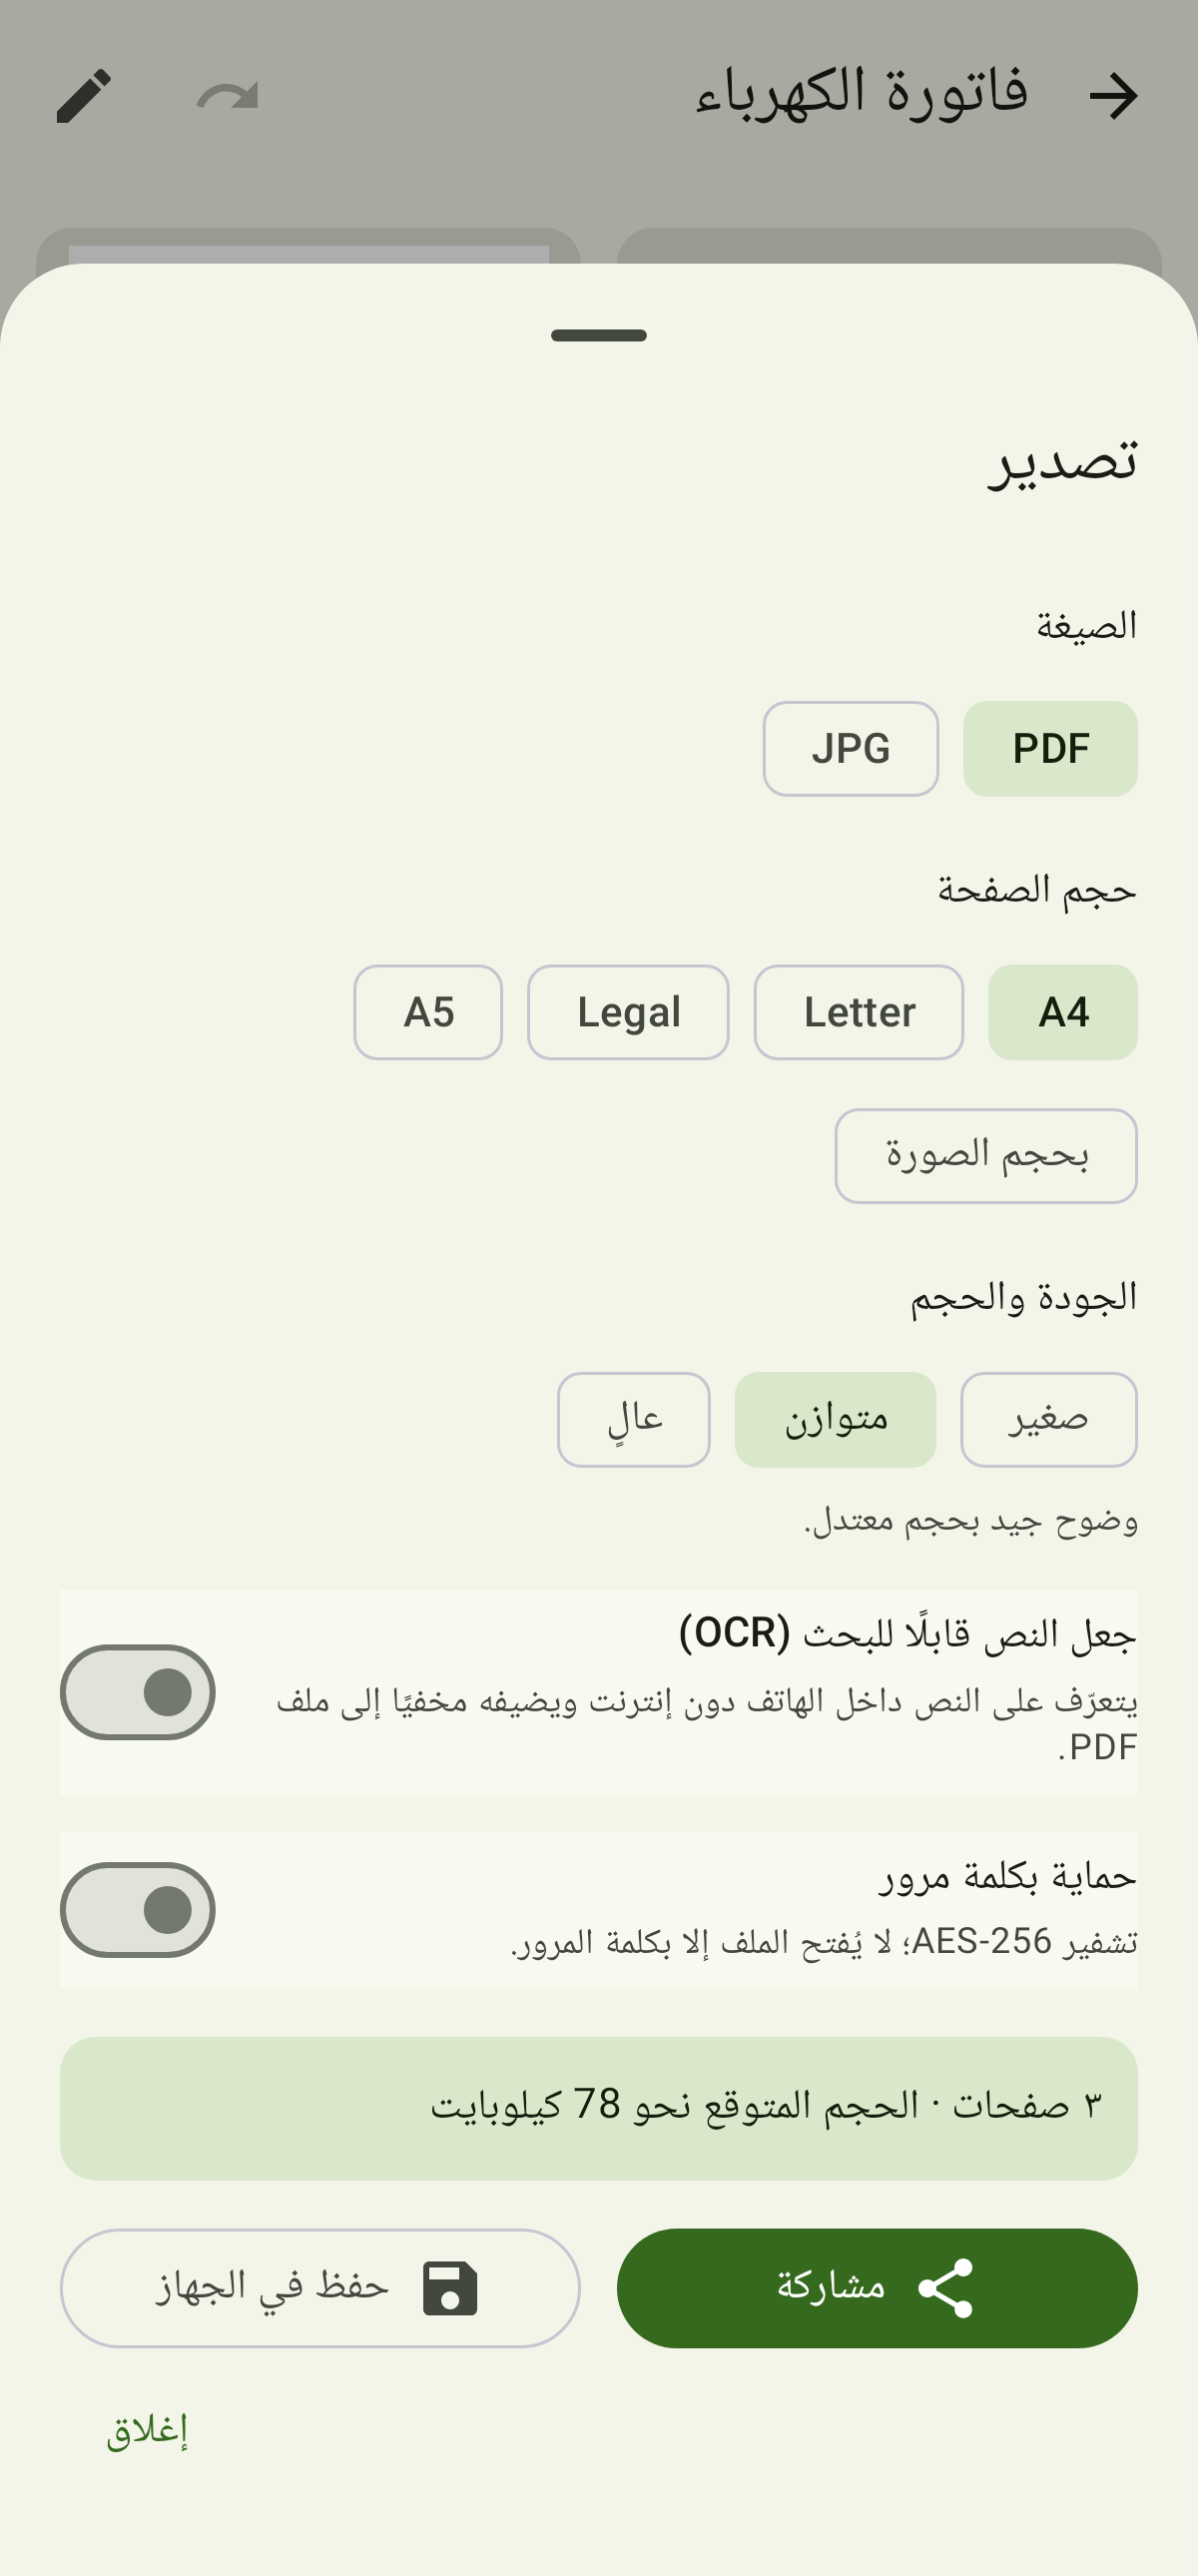 فاتورة الكهرباء
تصدير
الصيغة
PDF
JPG
حجم الصفحة
A4
Letter
Legal
A5
بحجم الصورة
الجودة والحجم
صغير
متوازن
عالٍ
وضوح جيد بحجم معتدل.
جعل النص قابلًا للبحث (OCR)
يتعرّف على النص داخل الهاتف دون إنترنت ويضيفه مخفيًا إلى ملف
PDF.
حماية بكلمة مرور
تشفير AES-256؛ لا يُفتح الملف إلا بكلمة المرور.
٣ صفحات · الحجم المتوقع نحو 78 كيلوبايت
مشاركة
حفظ في الجهاز
إغلاق